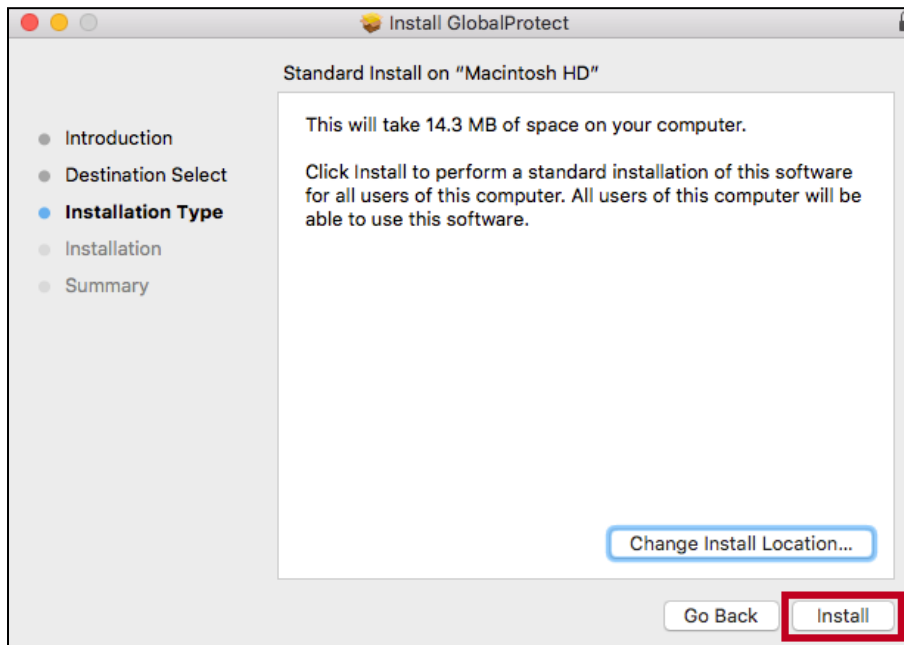 Install GlobalProtect
Standard Install on “Macintosh HD”
Introduction
Destination Select
Installation Type
Installation
Summary
This will take 14.3 MB of space on your computer.
Click Install to perform a standard installation of this software
for all users of this computer. All users of this computer will be
able to use this software.
Change Install Location...
Go Back
Install